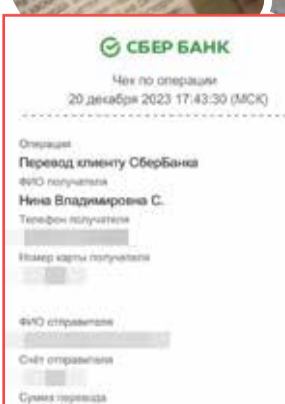 СБЕР БАНК
Чек по операции
20 декабря 2023 17:43:30 (МСК)
Операция
Перевод клиенту СберБанка
ФИО получателя
Нина Владимировна С.
Телефон получателя
Номер карты получателя
ФИО отправителя
Счёт отправителя
Сумма перевода